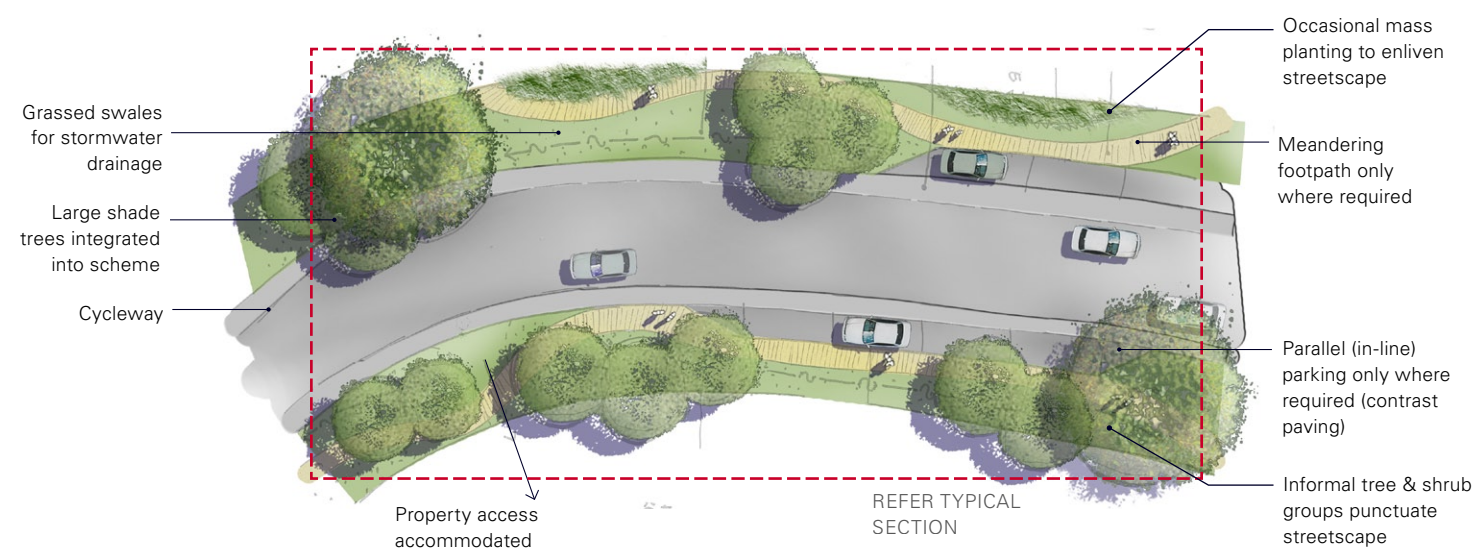 Grassed swales
for stormwater
drainage
Large shade
trees integrated
into scheme
Cycleway
Property access
accommodated
REFER TYPICAL
SECTION
Occasional mass
planting to enliven
streetscape
Meandering
footpath only
where required
Parallel (in-line)
parking only where
required (contrast
paving)
Informal tree & shrub
groups punctuate
streetscape